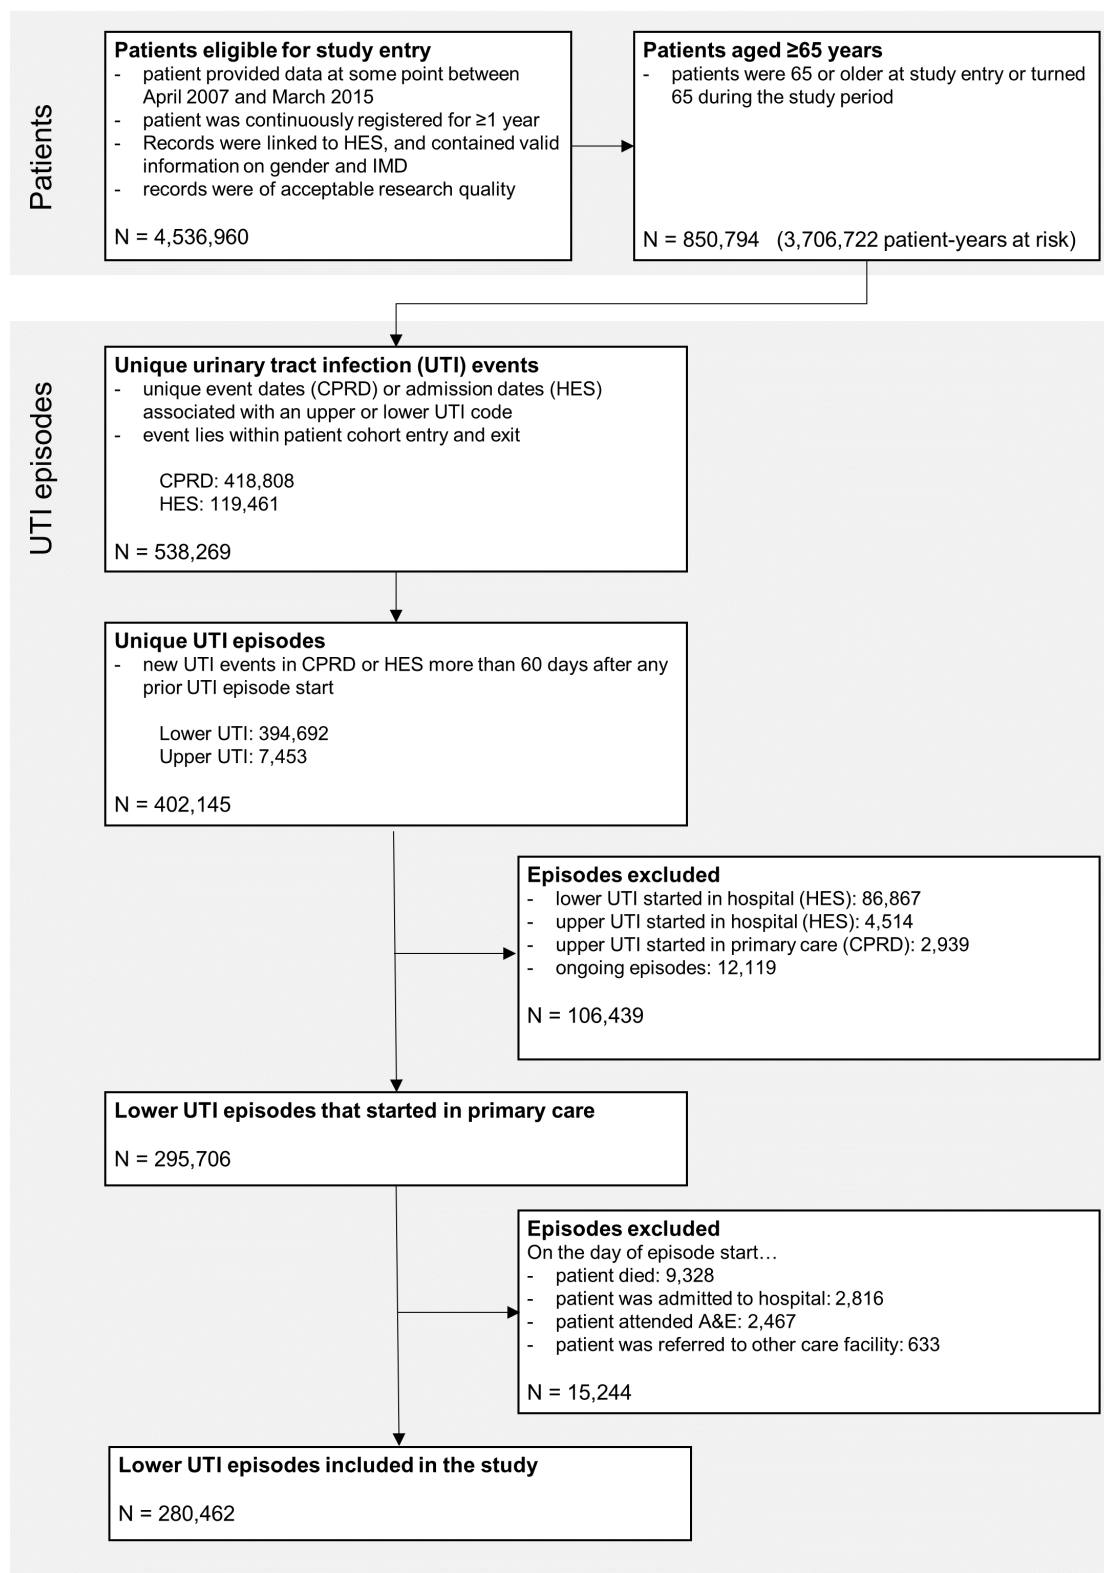 Patients
Patients eligible for study entry
- patient provided data at some point between
April 2007 and March 2015
- patient was continuously registered for ≥1 year
- Records were linked to HES, and contained valid
information on gender and IMD
- records were of acceptable research quality
N = 4,536,960
Patients aged ≥65 years
- patients were 65 or older at study entry or turned
65 during the study period
N = 850,794 (3,706,722 patient-years at risk)
UTI episodes
Unique urinary tract infection (UTI) events
- unique event dates (CPRD) or admission dates (HES)
associated with an upper or lower UTI code
- event lies within patient cohort entry and exit
CPRD: 418,808
HES: 119,461
N = 538,269
Unique UTI episodes
- new UTI events in CPRD or HES more than 60 days after any
prior UTI episode start
Lower UTI: 394,692
Upper UTI: 7,453
N = 402,145
Episodes excluded
- lower UTI started in hospital (HES): 86,867
- upper UTI started in hospital (HES): 4,514
- upper UTI started in primary care (CPRD): 2,939
- ongoing episodes: 12,119
N = 106,439
Lower UTI episodes that started in primary care
N = 295,706
Episodes excluded
On the day of episode start…
- patient died: 9,328
- patient was admitted to hospital: 2,816
- patient attended A&E: 2,467
- patient was referred to other care facility: 633
N = 15,244
Lower UTI episodes included in the study
N = 280,462